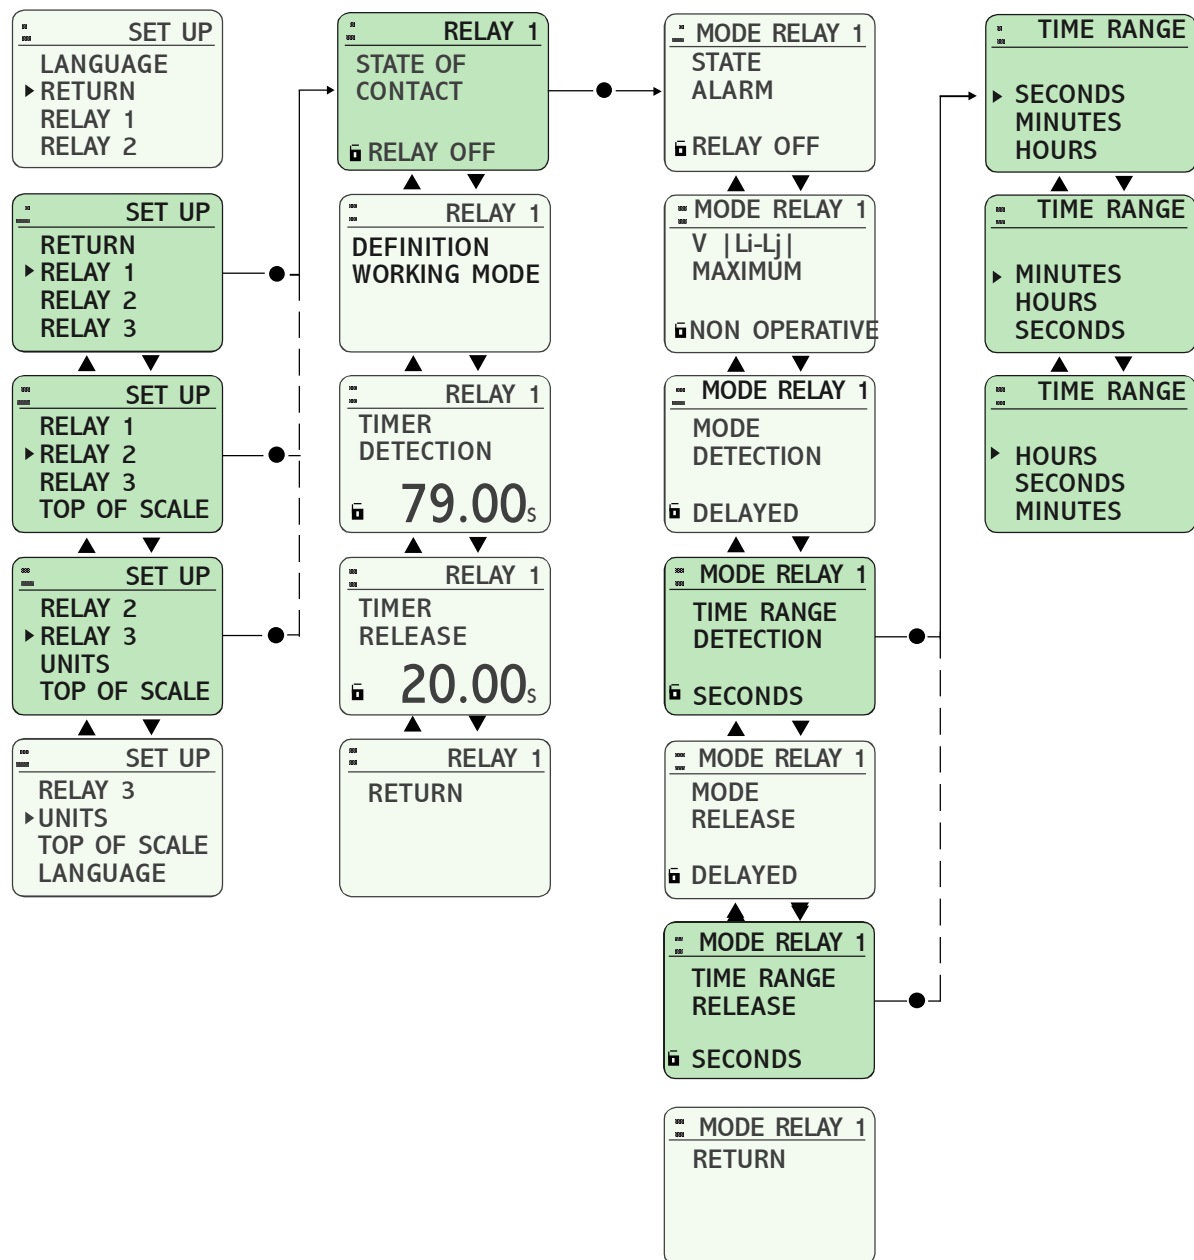 SET UP
LANGUAGE
RETURN
RELAY 1
RELAY 2
SET UP
RETURN
RELAY 1
RELAY 2
RELAY 3
SET UP
RELAY 1
RELAY 2
RELAY 3
TOP OF SCALE
SET UP
RELAY 2
RELAY 3
UNITS
TOP OF SCALE
SET UP
RELAY 3
UNITS
TOP OF SCALE
LANGUAGE
RELAY 1
STATE OF
CONTACT
RELAY OFF
RELAY 1
DEFINITION
WORKING MODE
RELAY 1
TIMER
DETECTION
79.00s
RELAY 1
TIMER
RELEASE
20.00s
RELAY 1
RETURN
MODE RELAY 1
STATE
ALARM
RELAY OFF
MODE RELAY 1
V |Li-Lj|
MAXIMUM
NON OPERATIVE
MODE RELAY 1
MODE
DETECTION
DELAYED
MODE RELAY 1
TIME RANGE
DETECTION
SECONDS
MODE RELAY 1
MODE
RELEASE
DELAYED
MODE RELAY 1
TIME RANGE
RELEASE
SECONDS
MODE RELAY 1
RETURN
TIME RANGE
SECONDS
MINUTES
HOURS
TIME RANGE
MINUTES
HOURS
SECONDS
TIME RANGE
HOURS
SECONDS
MINUTES